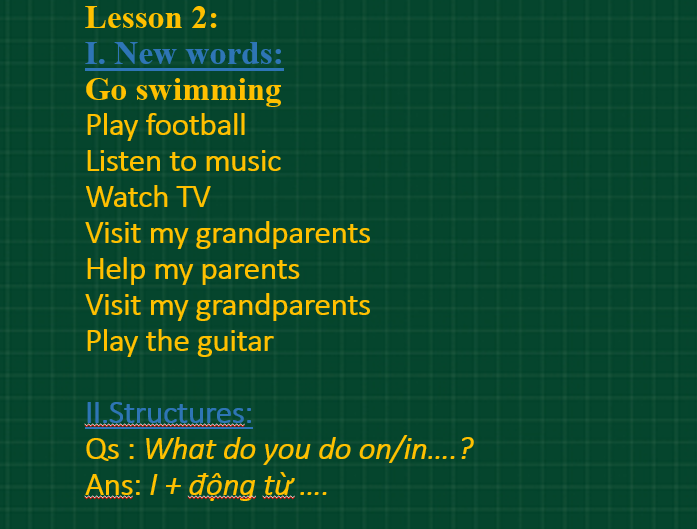 Lesson 2:
I. New words:
Go swimming
Play football
Listen to music
Watch TV
Visit my grandparents
Help my parents
Visit my grandparents
Play the guitar
II.Structures:
Qs : What do you do on/in....?
Ans: I + động từ ....